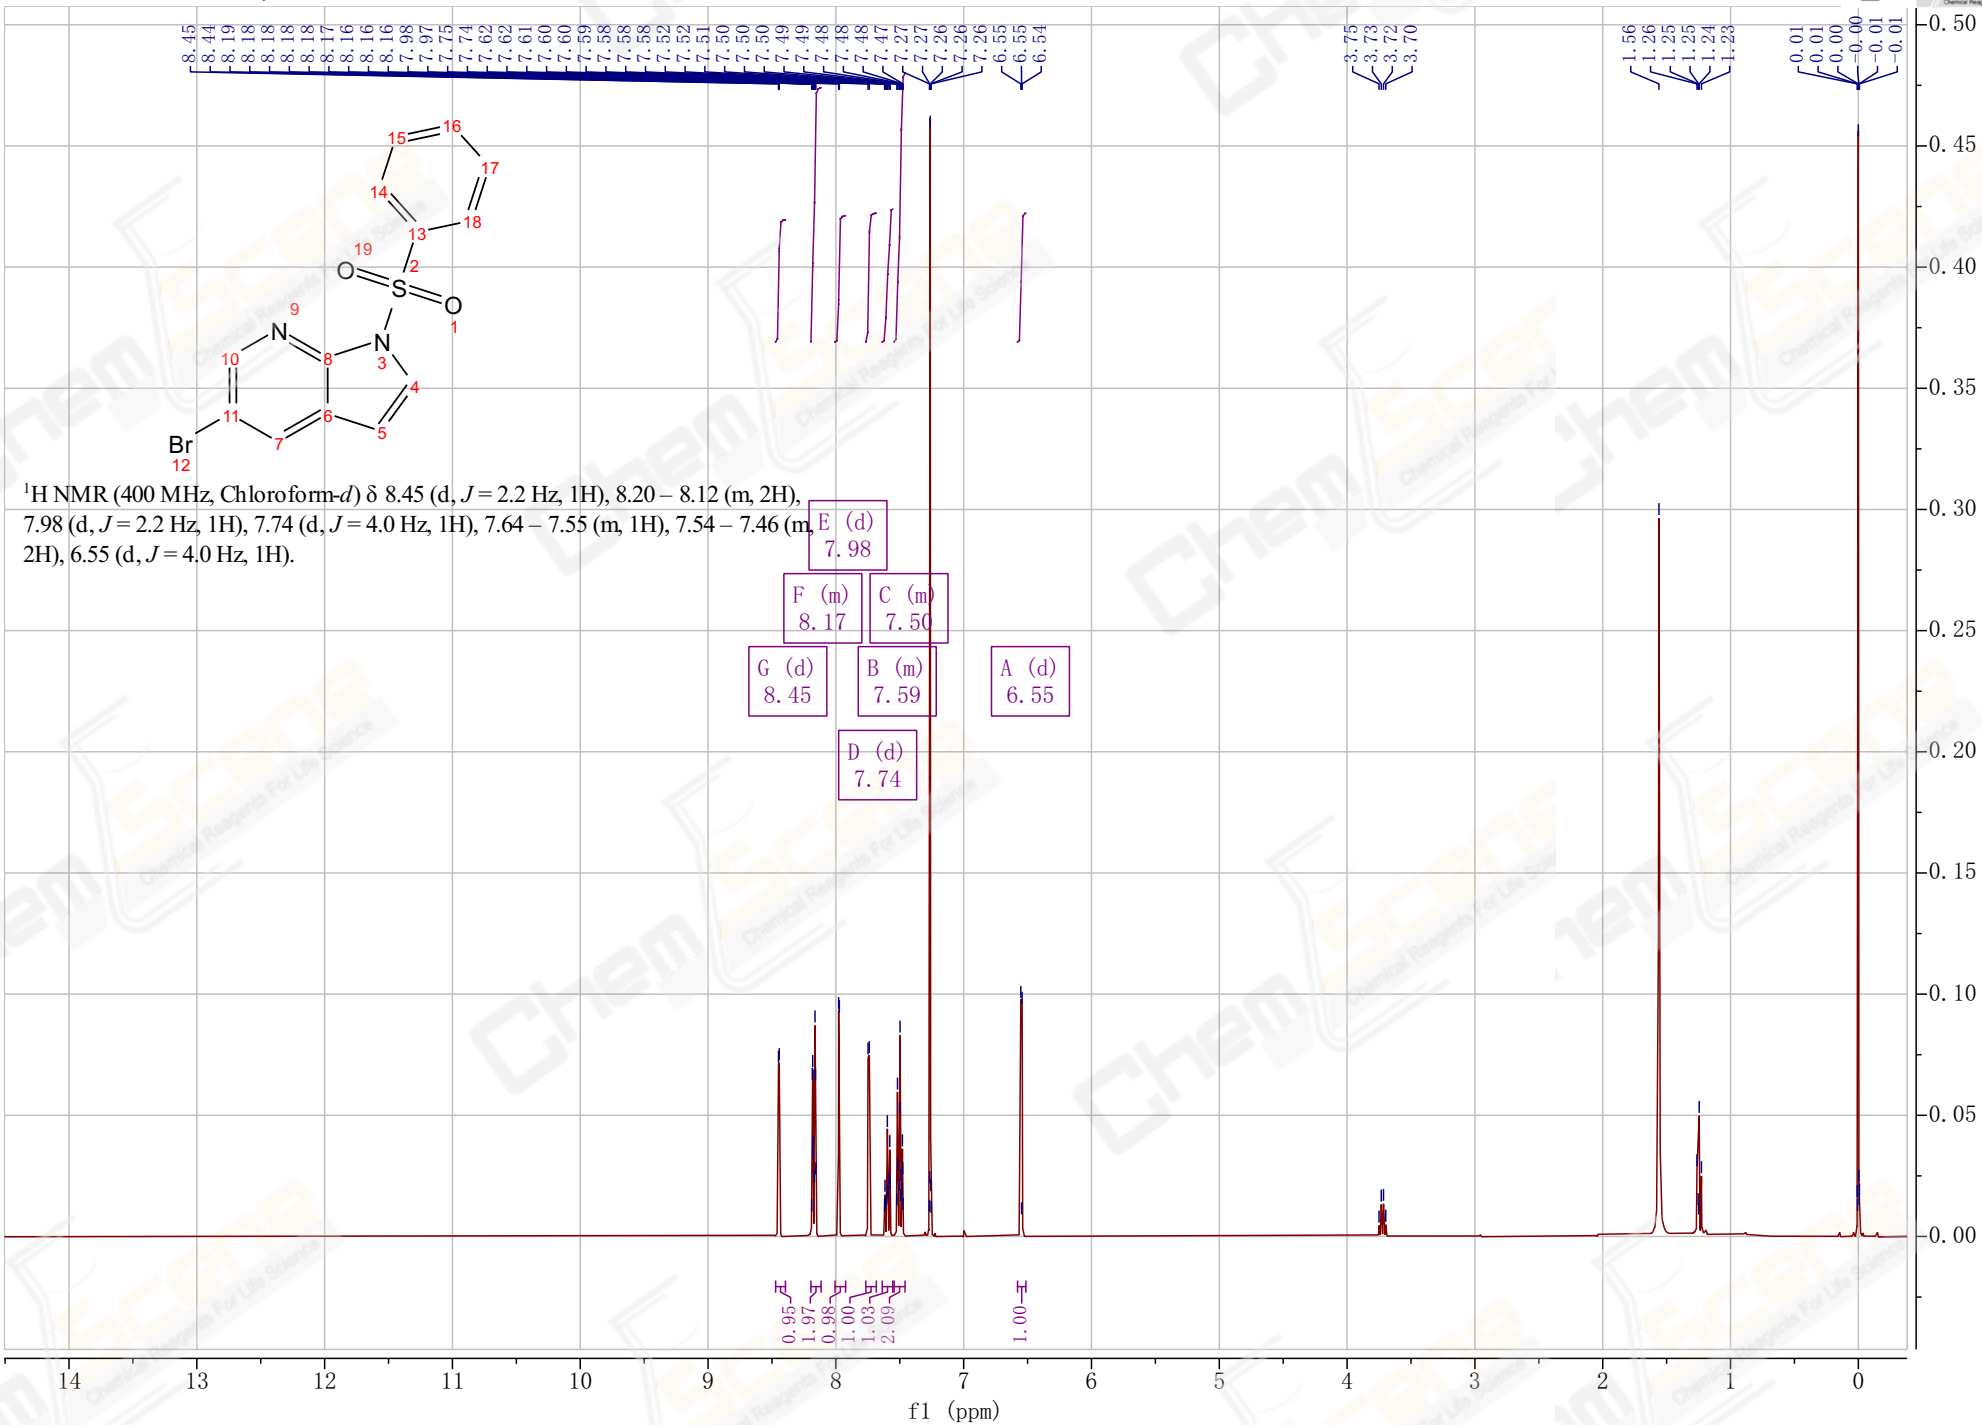 8.45 8.44 8.19 8.18 8.18 8.18 8.18 8.17 8.16 8.16 8.16 7.98 7.97 7.75 7.74 7.62 7.62 7.61 7.60 7.60 7.59 7.58 7.58 7.58 7.52 7.52 7.51 7.50 7.50 7.50 7.49 7.49 7.48 7.48 7.48 7.47 7.27 7.27 7.26 7.26 7.26 6.55 6.55 6.54 3.75 3.73 3.72 3.70 1.56 1.26 1.25 1.25 1.24 1.23 0.01 0.01 0.00 -0.00 -0.01 -0.01
0.50
16
15
0.45
17
14
18
13
19
2
O
0.40
S
O
1
9
N
N
3
10
8
4
0.35
11
6
5
7
Br
12
¹H NMR (400 MHz, Chloroform-d) δ 8.45 (d, J = 2.2 Hz, 1H), 8.20 – 8.12 (m, 2H),
7.98 (d, J = 2.2 Hz, 1H), 7.74 (d, J = 4.0 Hz, 1H), 7.64 – 7.55 (m, 1H), 7.54 – 7.46 (m,
2H), 6.55 (d, J = 4.0 Hz, 1H).
0.30
E (d)
7.98
F (m)
8.17
C (m)
7.50
0.25
G (d)
8.45
B (m)
7.59
A (d)
6.55
0.20
D (d)
7.74
0.15
0.10
0.05
0.00
0.95 1.97 0.98 1.00 1.03 2.09 1.00
14 13 12 11 10 9 8 7 6 5 4 3 2 1 0
f1 (ppm)
ChemScene
Chemical Reagents For Life Science